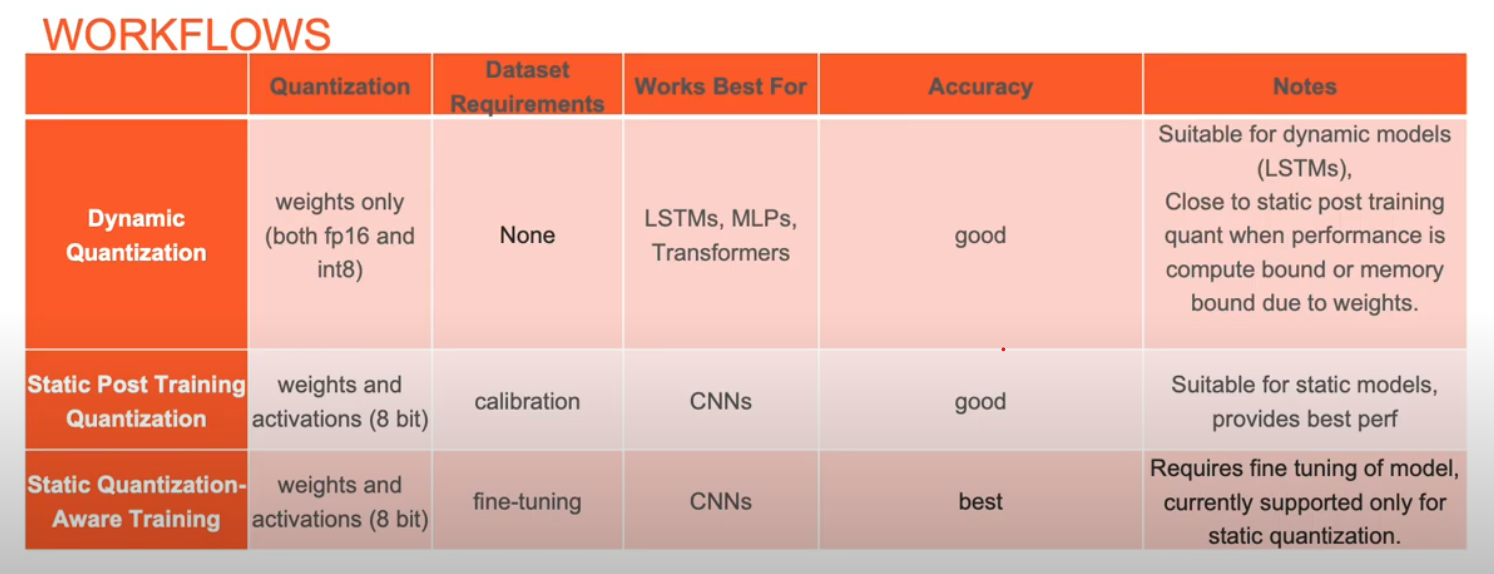 WORKFLOWS
Quantization
Dataset
Requirements
Works Best For
Accuracy
Notes
Dynamic
Quantization
weights only
(both fp16 and
int8)
None
LSTMs, MLPs,
Transformers
good
Suitable for dynamic models
(LSTMs),
Close to static post training
quant when performance is
compute bound or memory
bound due to weights.
Static Post Training
Quantization
weights and
activations (8 bit)
calibration
CNNs
good
Suitable for static models,
provides best perf
Static Quantization-
Aware Training
weights and
activations (8 bit)
fine-tuning
CNNs
best
Requires fine tuning of model,
currently supported only for
static quantization.